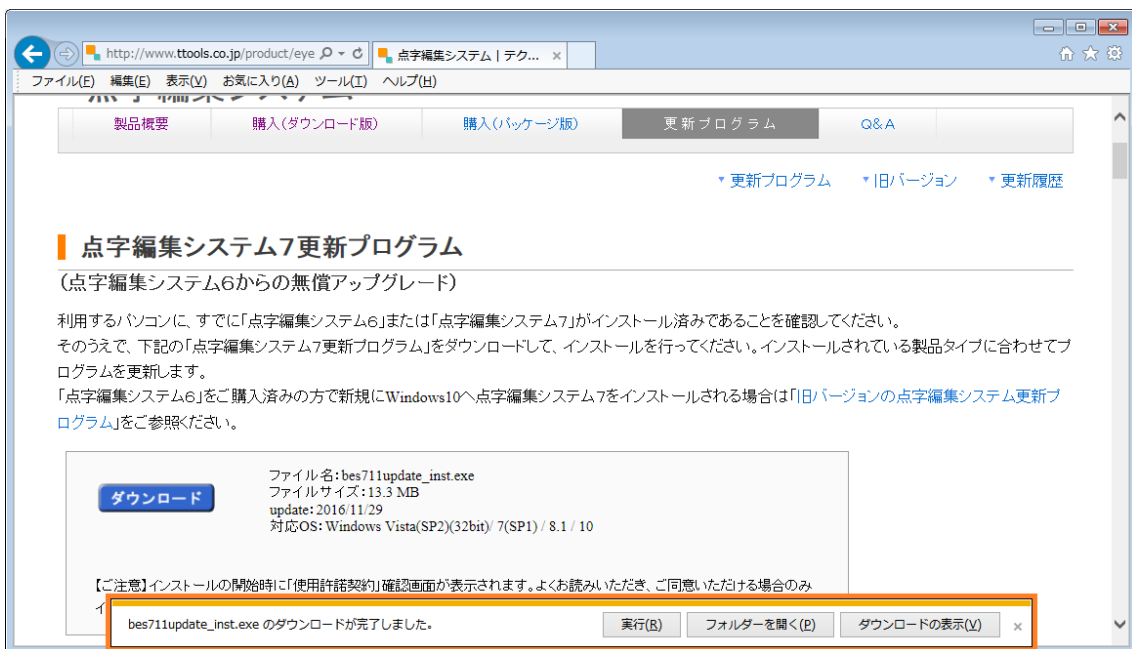 http://www.ttools.co.jp/product/eye
点字編集システム | テク... ×
ファイル(F) 編集(E) 表示(V) お気に入り(A) ツール(T) ヘルプ(H)
点字編集システム
製品概要 購入(ダウンロード版) 購入(パッケージ版) 更新プログラム Q&A
更新プログラム 旧バージョン 更新履歴
点字編集システム7更新プログラム
(点字編集システム6からの無償アップグレード)
利用するパソコンに、すでに「点字編集システム6」または「点字編集システム7」がインストール済みであることを確認してください。
そのうえで、下記の「点字編集システム7更新プログラム」をダウンロードして、インストールを行ってください。インストールされている製品タイプに合わせてプ
ログラムを更新します。
「点字編集システム6」をご購入済みの方で新規にWindows10へ点字編集システム7をインストールされる場合は「旧バージョンの点字編集システム更新プ
ログラム」をご参照ください。
ダウンロード
ファイル名:bes711update_inst.exe
ファイルサイズ:13.3 MB
update:2016/11/29
対応OS:Windows Vista(SP2)(32bit)/ 7(SP1) / 8.1 / 10
【ご注意】インストールの開始時に「使用許諾契約」確認画面が表示されます。よくお読みいただき、ご同意いただける場合のみ
bes711update_inst.exe のダウンロードが完了しました。 実行(R) フォルダーを開く(P) ダウンロードの表示(V) ×